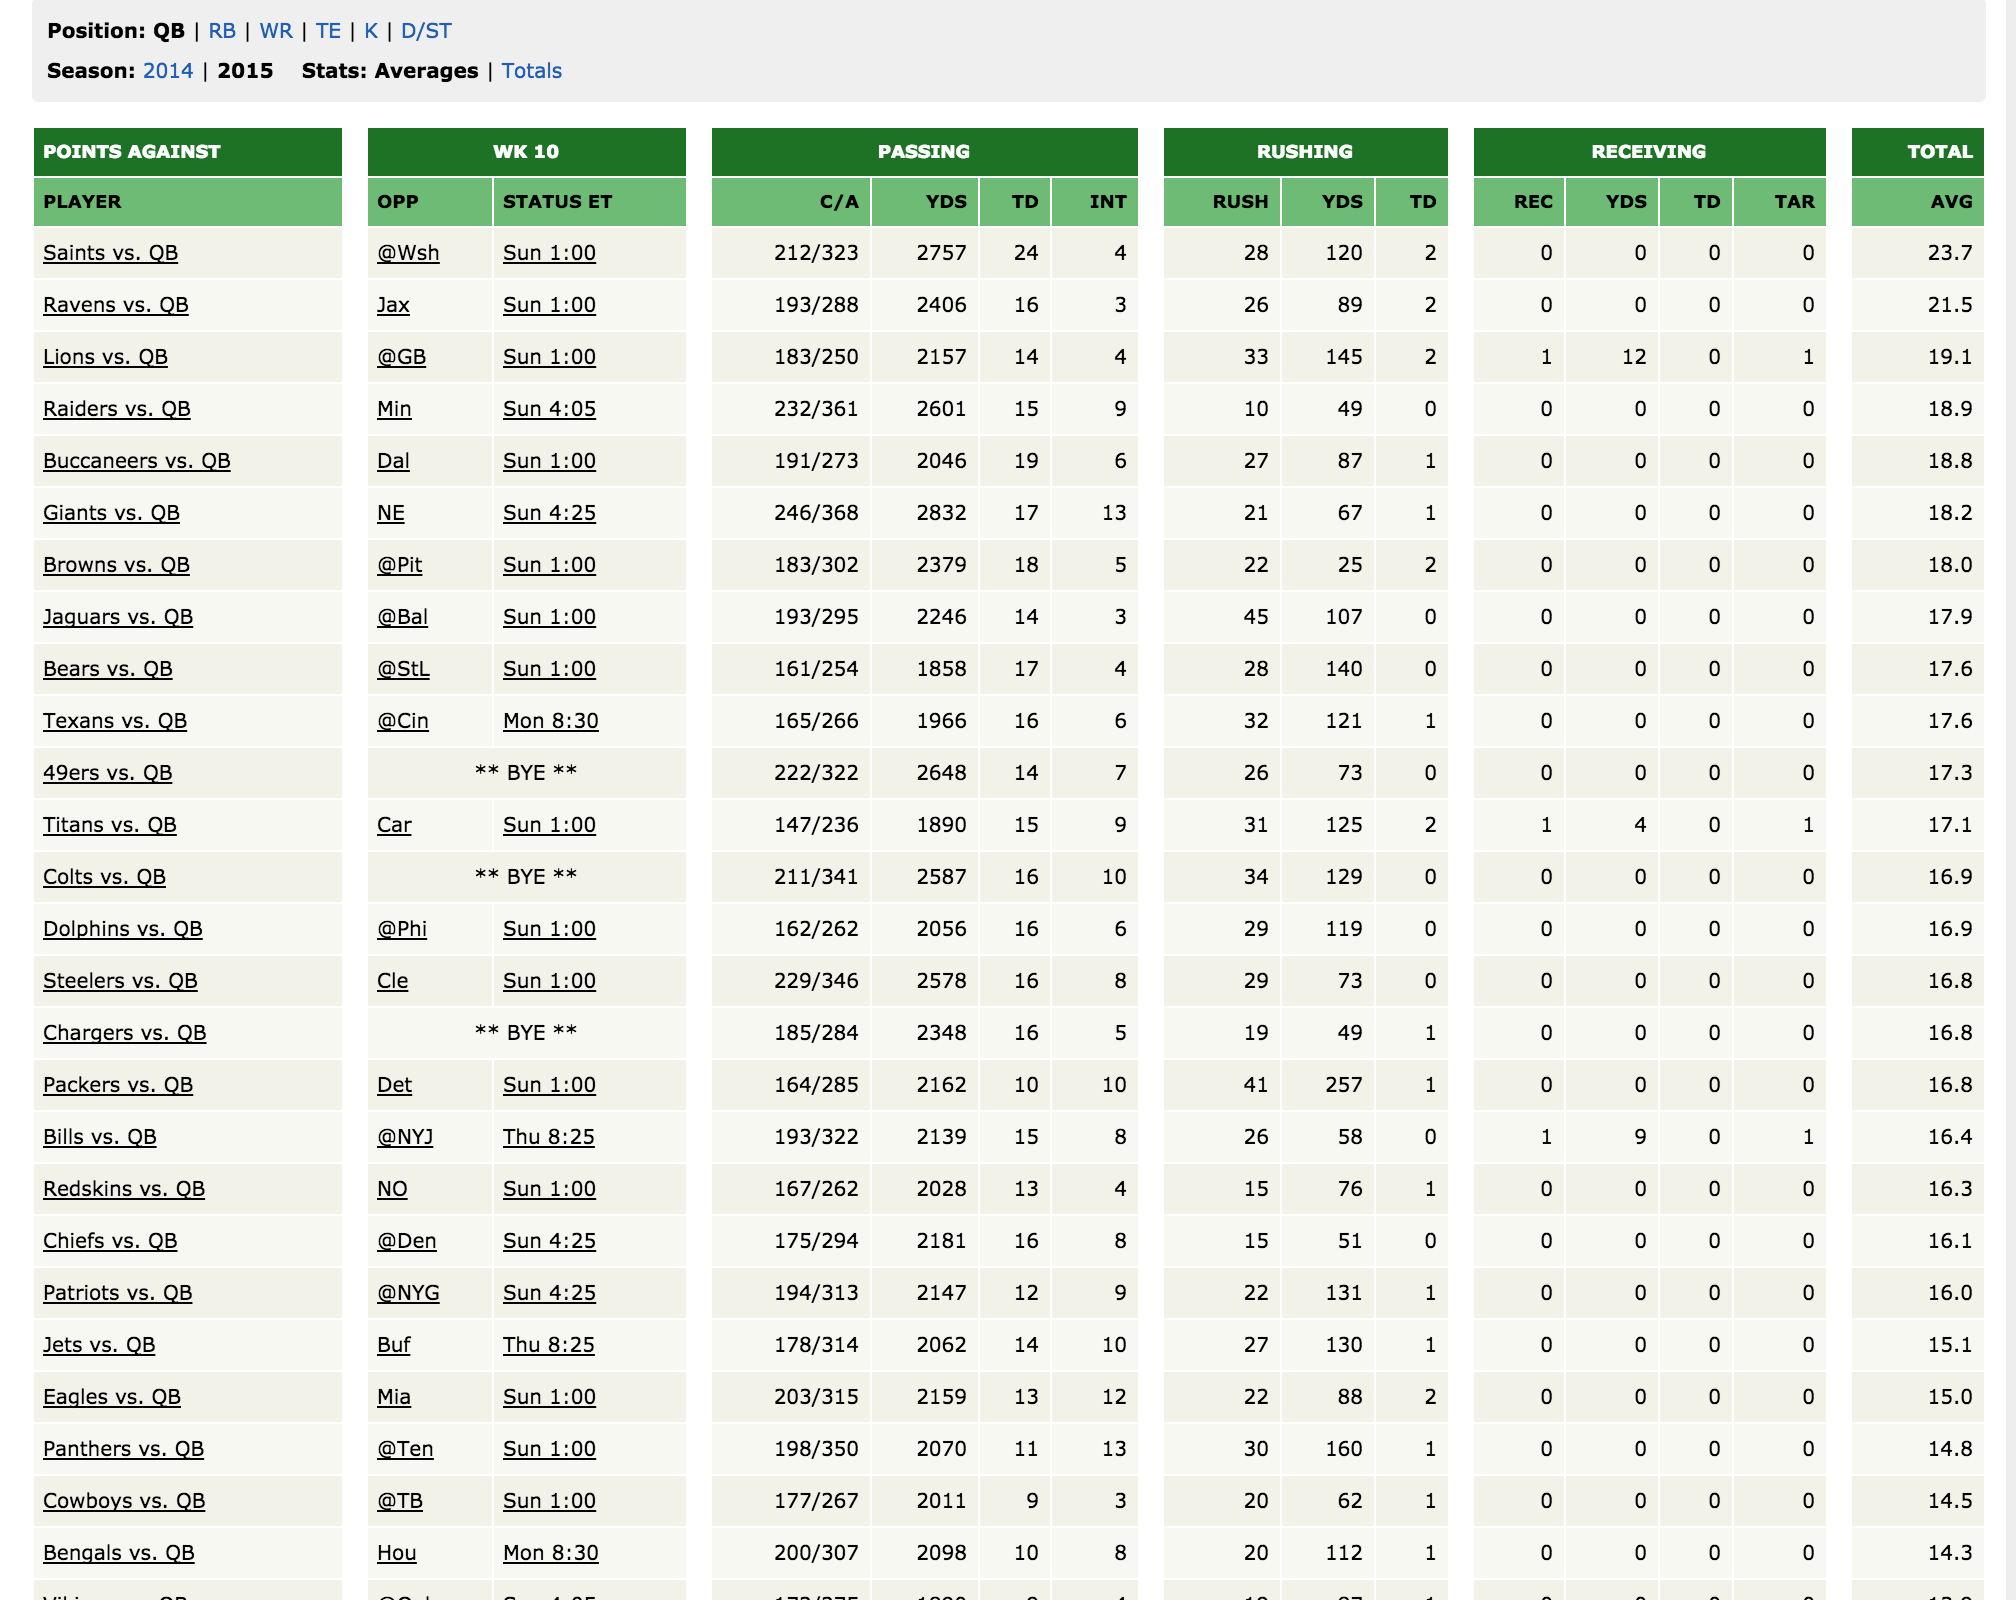 Position: QB | RB | WR | TE | K | D/ST
Season: 2014 | 2015 Stats: Averages | Totals
POINTS AGAINST WK 10 PASSING RUSHING RECEIVING TOTAL
PLAYER OPP STATUS ET C/A YDS TD INT RUSH YDS TD REC YDS TD TAR AVG
Saints vs. QB @Wsh Sun 1:00 212/323 2757 24 4 28 120 2 0 0 0 0 23.7
Ravens vs. QB Jax Sun 1:00 193/288 2406 16 3 26 89 2 0 0 0 0 21.5
Lions vs. QB @GB Sun 1:00 183/250 2157 14 4 33 145 2 1 12 0 1 19.1
Raiders vs. QB Min Sun 4:05 232/361 2601 15 9 10 49 0 0 0 0 0 18.9
Buccaneers vs. QB Dal Sun 1:00 191/273 2046 19 6 27 87 1 0 0 0 0 18.8
Giants vs. QB NE Sun 4:25 246/368 2832 17 13 21 67 1 0 0 0 0 18.2
Browns vs. QB @Pit Sun 1:00 183/302 2379 18 5 22 25 2 0 0 0 0 18.0
Jaguars vs. QB @Bal Sun 1:00 193/295 2246 14 3 45 107 0 0 0 0 0 17.9
Bears vs. QB @StL Sun 1:00 161/254 1858 17 4 28 140 0 0 0 0 0 17.6
Texans vs. QB @Cin Mon 8:30 165/266 1966 16 6 32 121 1 0 0 0 0 17.6
49ers vs. QB ** BYE ** 222/322 2648 14 7 26 73 0 0 0 0 0 17.3
Titans vs. QB Car Sun 1:00 147/236 1890 15 9 31 125 2 1 4 0 1 17.1
Colts vs. QB ** BYE ** 211/341 2587 16 10 34 129 0 0 0 0 0 16.9
Dolphins vs. QB @Phi Sun 1:00 162/262 2056 16 6 29 119 0 0 0 0 0 16.9
Steelers vs. QB Cle Sun 1:00 229/346 2578 16 8 29 73 0 0 0 0 0 16.8
Chargers vs. QB ** BYE ** 185/284 2348 16 5 19 49 1 0 0 0 0 16.8
Packers vs. QB Det Sun 1:00 164/285 2162 10 10 41 257 1 0 0 0 0 16.8
Bills vs. QB @NYJ Thu 8:25 193/322 2139 15 8 26 58 0 1 9 0 1 16.4
Redskins vs. QB NO Sun 1:00 167/262 2028 13 4 15 76 1 0 0 0 0 16.3
Chiefs vs. QB @Den Sun 4:25 175/294 2181 16 8 15 51 0 0 0 0 0 16.1
Patriots vs. QB @NYG Sun 4:25 194/313 2147 12 9 22 131 1 0 0 0 0 16.0
Jets vs. QB Buf Thu 8:25 178/314 2062 14 10 27 130 1 0 0 0 0 15.1
Eagles vs. QB Mia Sun 1:00 203/315 2159 13 12 22 88 2 0 0 0 0 15.0
Panthers vs. QB @Ten Sun 1:00 198/350 2070 11 13 30 160 1 0 0 0 0 14.8
Cowboys vs. QB @TB Sun 1:00 177/267 2011 9 3 20 62 1 0 0 0 0 14.5
Bengals vs. QB Hou Mon 8:30 200/307 2098 10 8 20 112 1 0 0 0 0 14.3